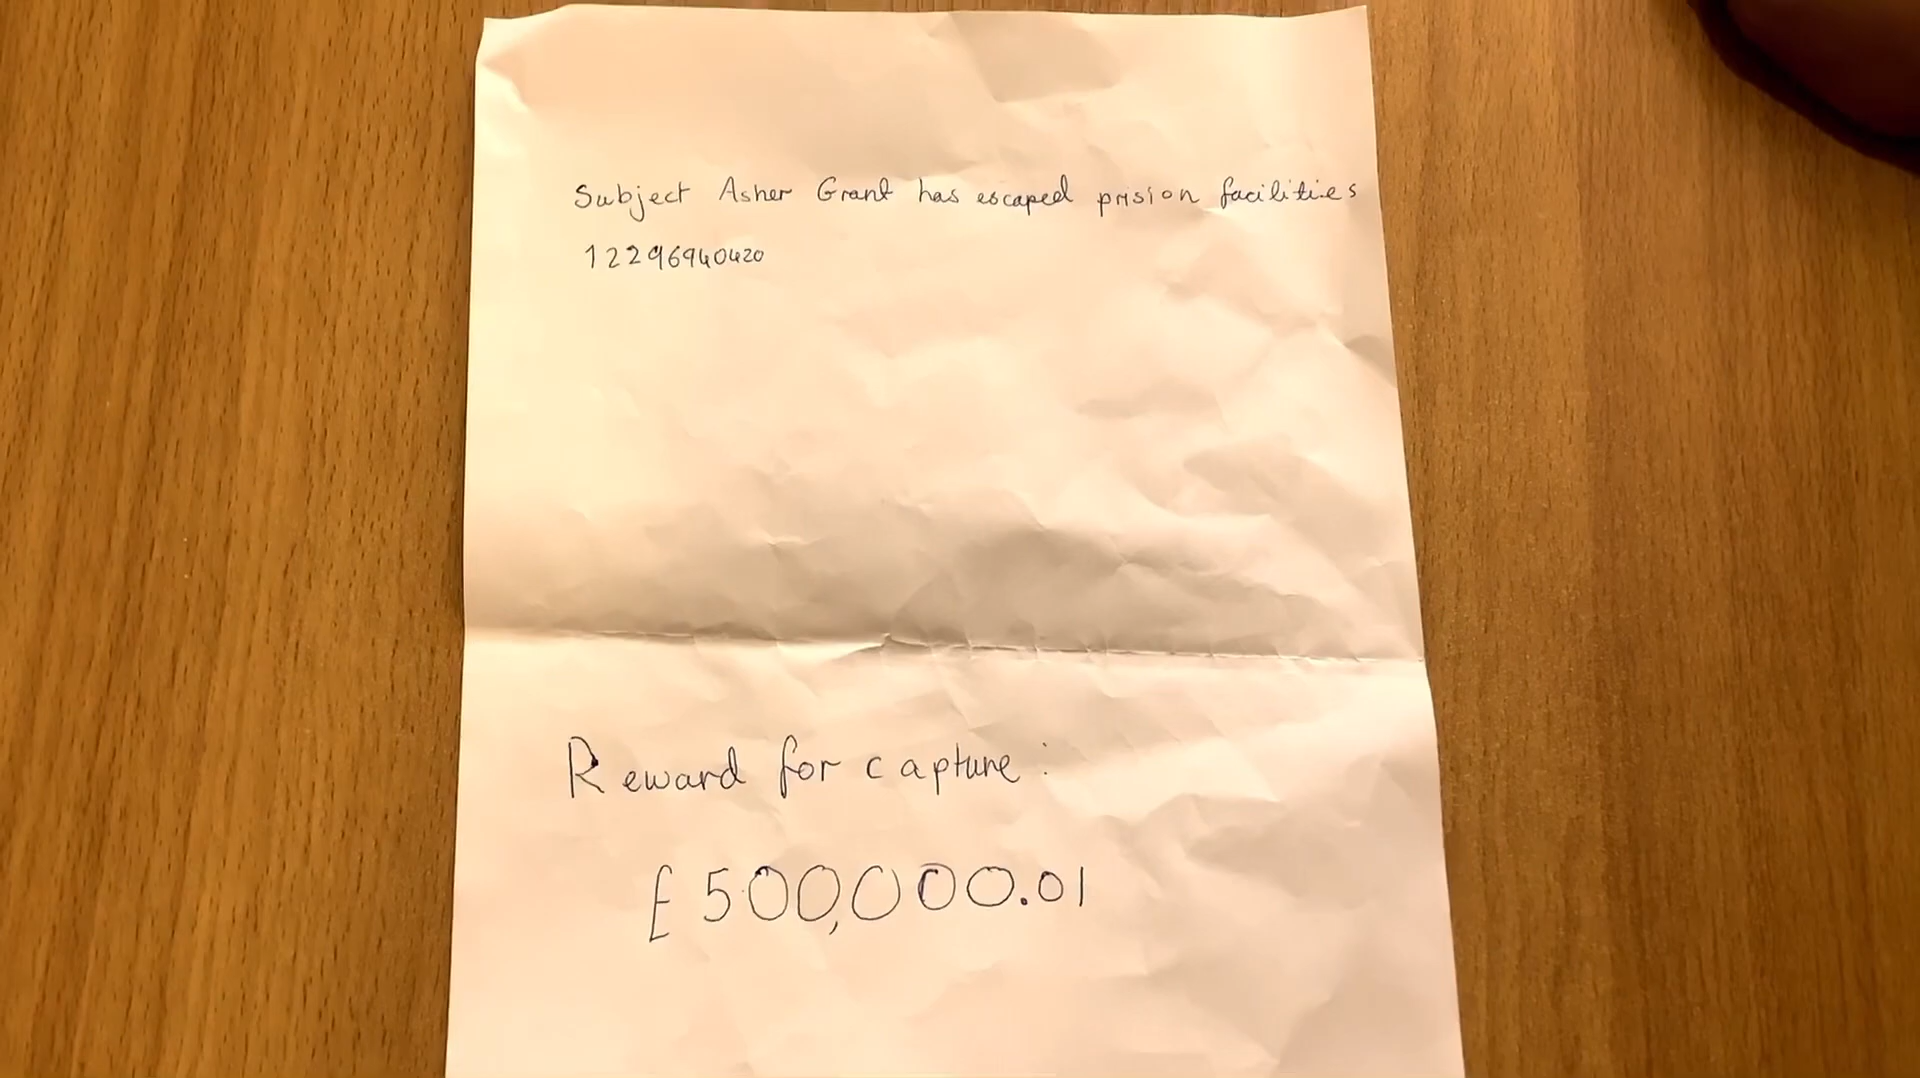 Subject Asher Grant has escaped prision facilities
12296940420
Reward for capture:
£500,000.01